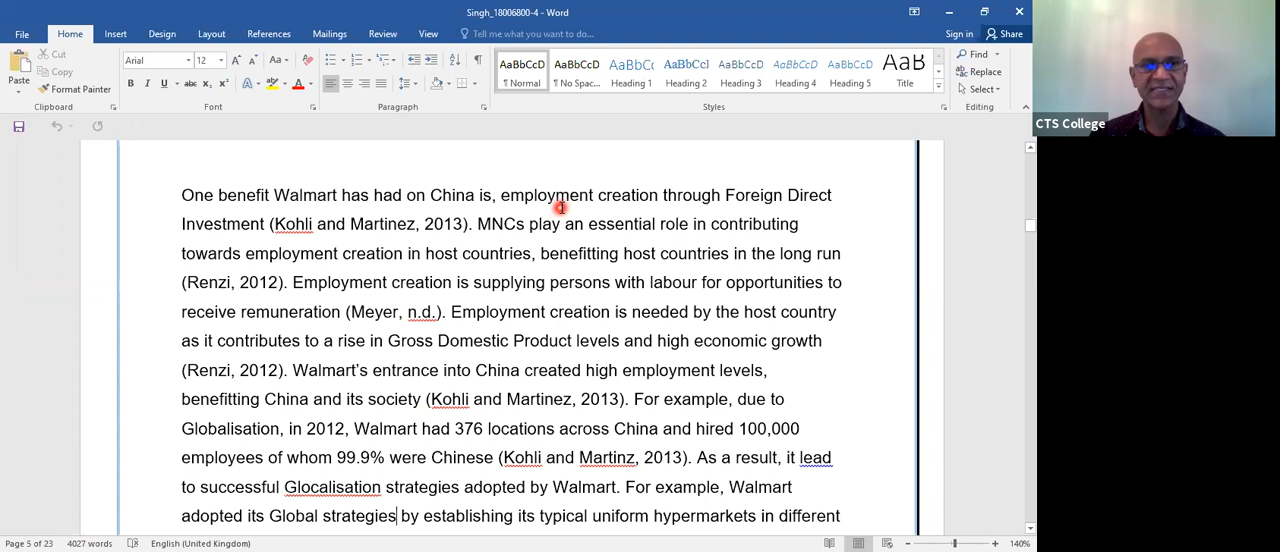 Singh_18006800-4 - Word
File Home Insert Design Layout References Mailings Review View Tell me what you want to do... Sign in Share
Paste Cut Copy Format Painter
Arial 12 Aa
B I U abc X₂ X²
AaBbCcD AaBbCcD AaBbC( AaBbCcI AaBbCcD AaBbCcD AaBbCcD AaB
¶ Normal ¶ No Spac... Heading 1 Heading 2 Heading 3 Heading 4 Heading 5 Title
Find Replace Select
Clipboard Font Paragraph Styles Editing
CTS College
One benefit Walmart has had on China is, employment creation through Foreign Direct
Investment (Kohli and Martinez, 2013). MNCs play an essential role in contributing
towards employment creation in host countries, benefitting host countries in the long run
(Renzi, 2012). Employment creation is supplying persons with labour for opportunities to
receive remuneration (Meyer, n.d.). Employment creation is needed by the host country
as it contributes to a rise in Gross Domestic Product levels and high economic growth
(Renzi, 2012). Walmart’s entrance into China created high employment levels,
benefitting China and its society (Kohli and Martinez, 2013). For example, due to
Globalisation, in 2012, Walmart had 376 locations across China and hired 100,000
employees of whom 99.9% were Chinese (Kohli and Martinz, 2013). As a result, it lead
to successful Glocalisation strategies adopted by Walmart. For example, Walmart
adopted its Global strategies by establishing its typical uniform hypermarkets in different
Page 5 of 23 4027 words English (United Kingdom) 140%